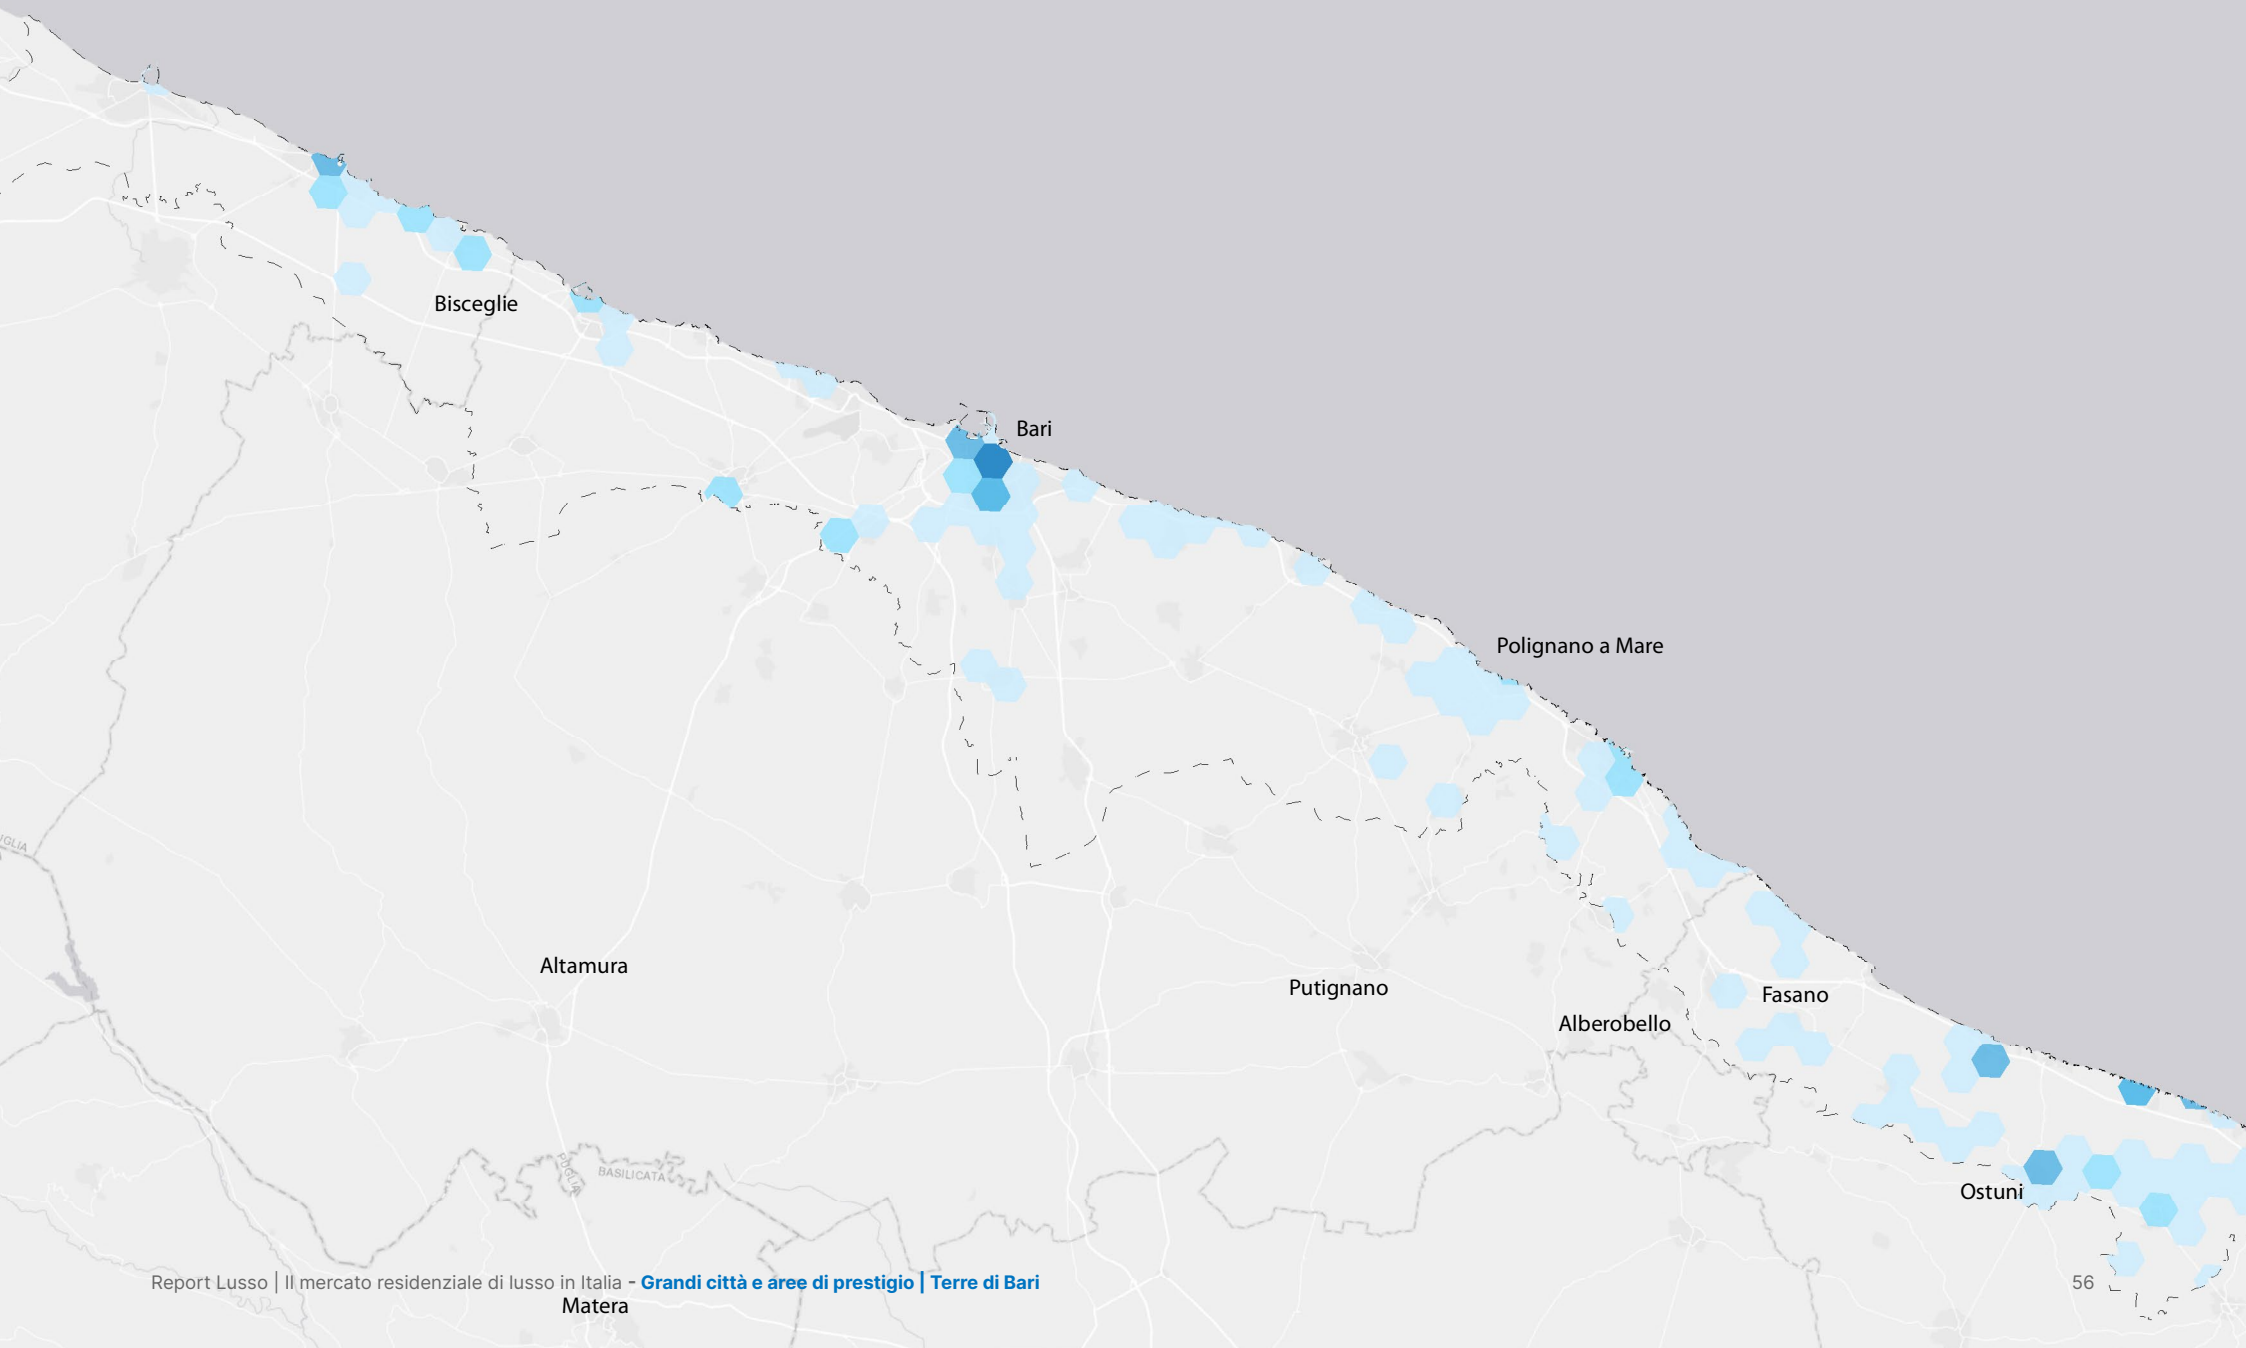 Bisceglie
Bari
Polignano a Mare
UGLIA
Altamura
Putignano
Fasano
Alberobello
PUGLIA
BASILICATA
Ostuni
Report Lusso | Il mercato residenziale di lusso in Italia - Grandi città e aree di prestigio | Terre di Bari
56
Matera